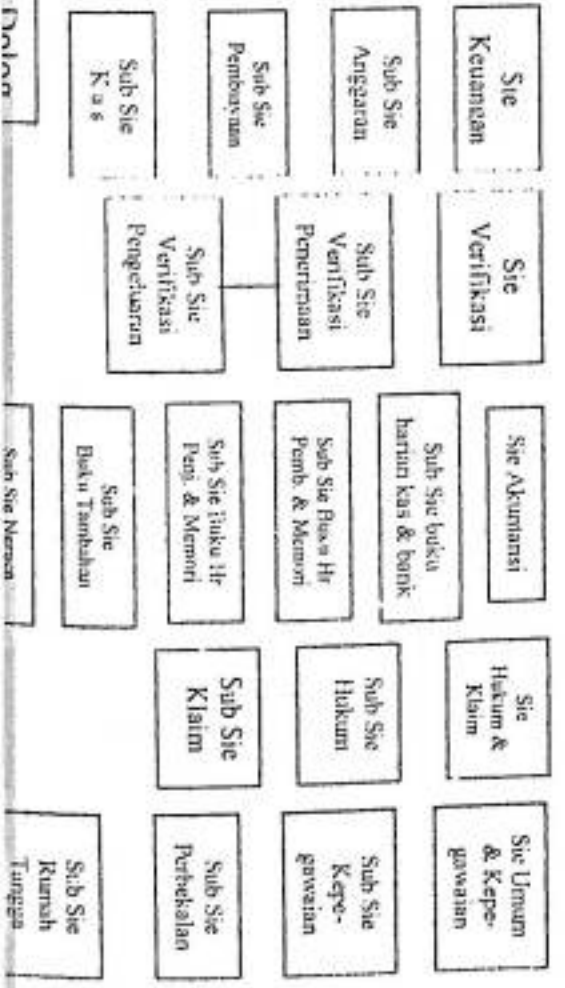 Sie
Keuangan
Sub Sie
Anggaran
Sub Sie
Pembiayaan
Sub Sie
Kas
Dolog
Sie
Verifikasi
Sub Sie
Verifikasi
Penerimaan
Sub Sie
Verifikasi
Pengeluaran
Sie Akuntansi
Sub Sie buku
harian kas & bank
Sub Sie Buku Hr
Pemb. & Memori
Sub Sie Buku Hr
Penj. & Memori
Sub Sie
Buku Tambahan
Sub Sie Neraca
Sie
Hukum &
Klaim
Sub Sie
Hukum
Sub Sie
Klaim
Sie Umum
& Kepe-
gawaian
Sub Sie
Kepe-
gawaian
Sub Sie
Perbekalan
Sub Sie
Rumah
Tangga